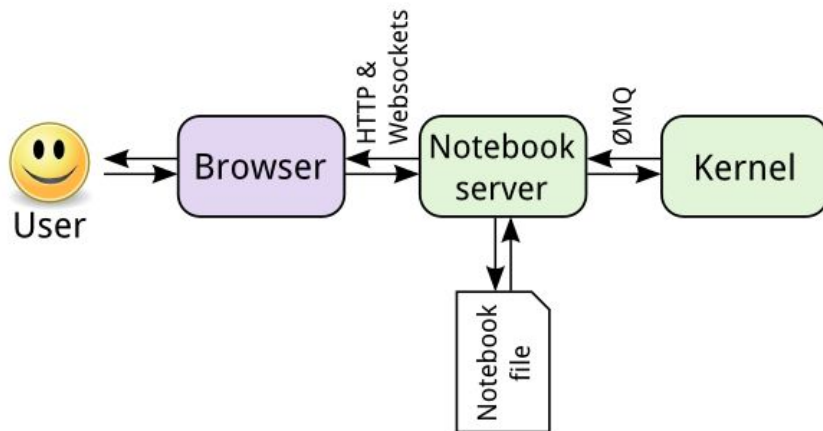 User
Browser
HTTP &
Websockets
Notebook
server
ØMQ
Kernel
Notebook
file